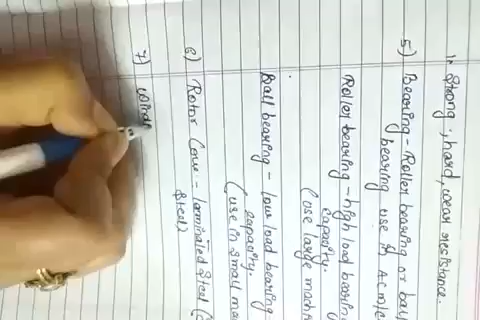 → Strong, hard, wear resistance.
5) Bearing - Roller bearing or ball
bearing use in AC m/c
Roller bearing - high load bearing
capacity.
(use large machi
Ball bearing - low load bearing
capacity.
(use in small ma
6) Rotor Core :- laminated steel (
steel)
7) Wind